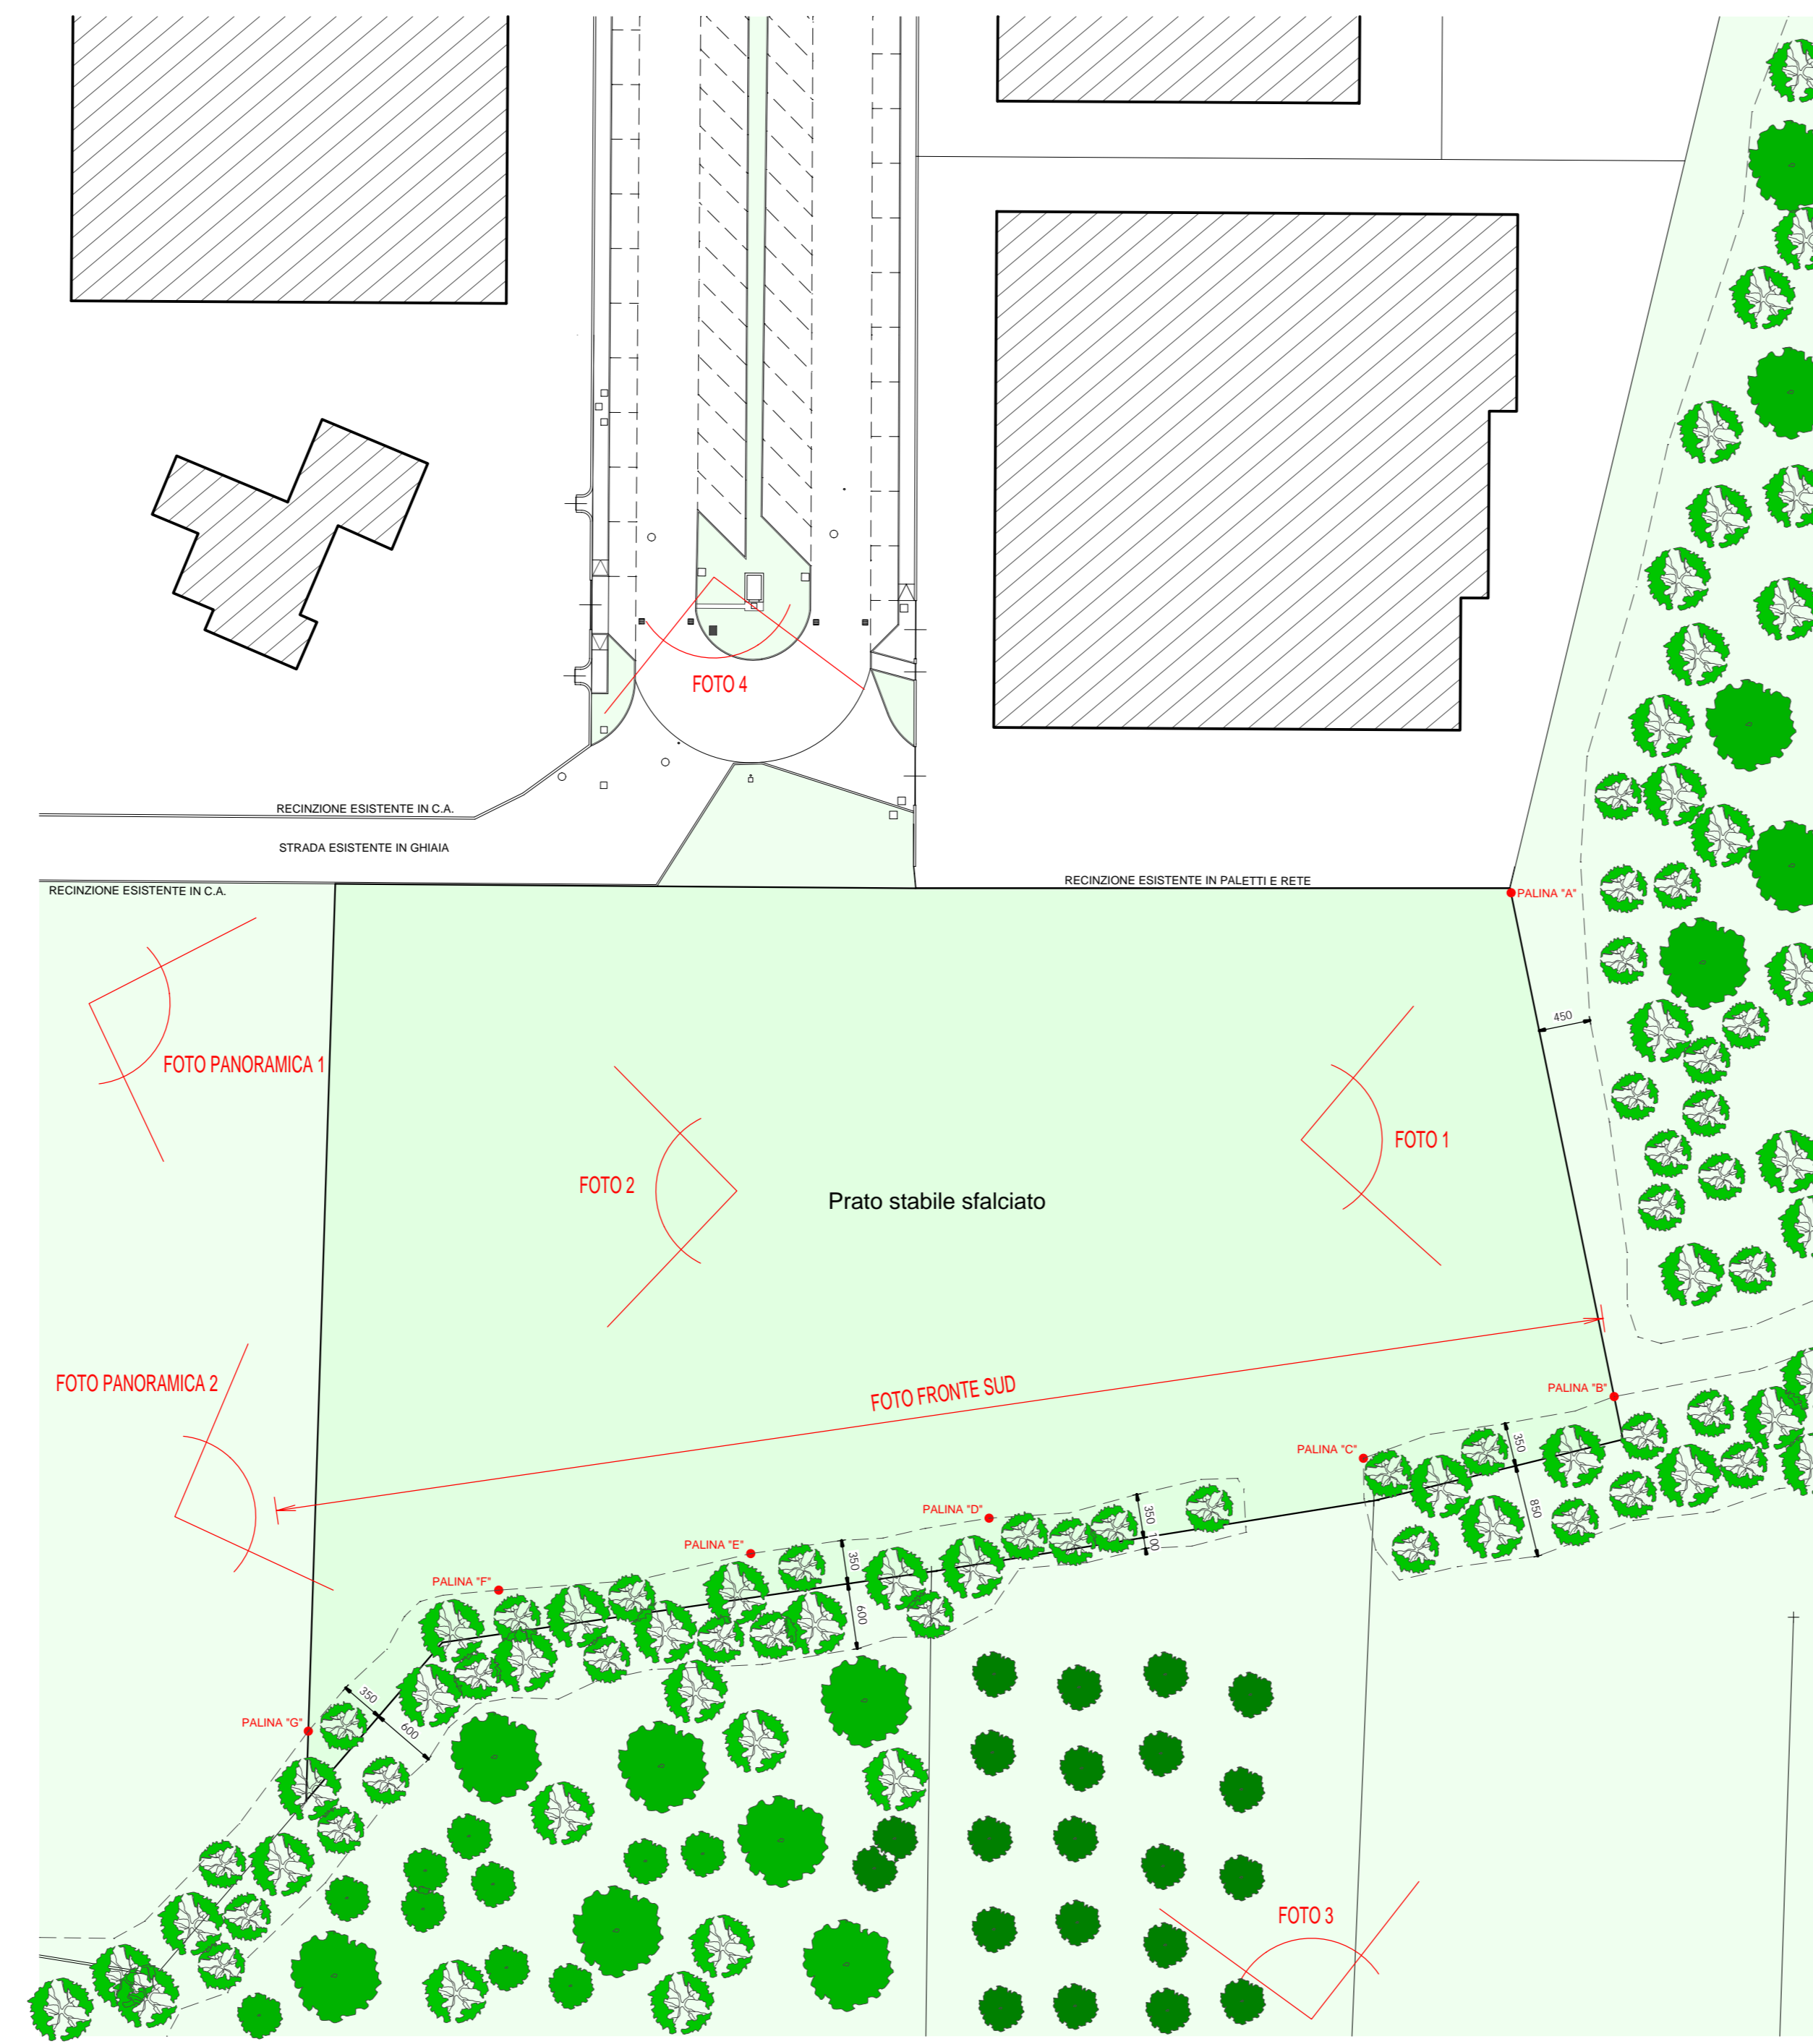 FOTO 4
RECINZIONE ESISTENTE IN C.A.
STRADA ESISTENTE IN GHIAIA
RECINZIONE ESISTENTE IN C.A.
RECINZIONE ESISTENTE IN PALETTI E RETE
PALINA "A"
450
FOTO PANORAMICA 1
FOTO 1
FOTO 2
Prato stabile sfalciato
FOTO PANORAMICA 2
FOTO FRONTE SUD
PALINA "B"
PALINA "C"
350
850
PALINA "D"
350
100
PALINA "E"
350
600
PALINA "F"
350
600
PALINA "G"
FOTO 3